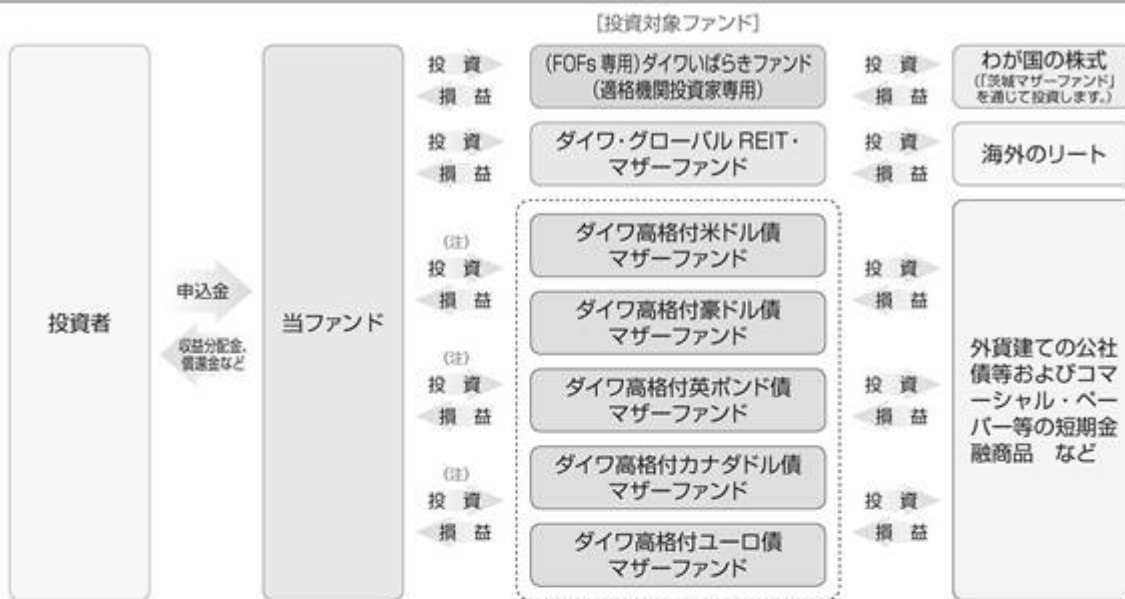 [投資対象ファンド]
投資者
申込金
収益分配金、
償還金など
当ファンド
投 資
損 益
(FOFs 専用)ダイワいばらきファンド
(適格機関投資家専用)
投 資
損 益
わが国の株式
(「茨城マザーファンド」
を通じて投資します。)
投 資
損 益
ダイワ・グローバル REIT・
マザーファンド
投 資
損 益
海外のリート
(注)
投 資
損 益
ダイワ高格付米ドル債
マザーファンド
ダイワ高格付豪ドル債
マザーファンド
投 資
損 益
(注)
投 資
損 益
ダイワ高格付英ポンド債
マザーファンド
投 資
損 益
(注)
投 資
損 益
ダイワ高格付カナダドル債
マザーファンド
ダイワ高格付ユーロ債
マザーファンド
投 資
損 益
外貨建ての公社
債等およびコマ
ーシャル・ペー
パー等の短期金
融商品 など